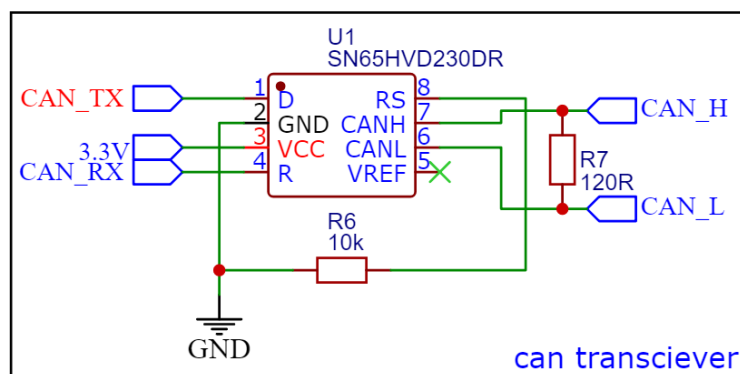 U1
SN65HVD230DR
CAN_TX
1
D
2
GND
3.3V
3
VCC
CAN_RX
4
R
RS
8
CANH
7
CANL
6
VREF
5
CAN_H
R7
120R
CAN_L
R6
10k
GND
can transciever